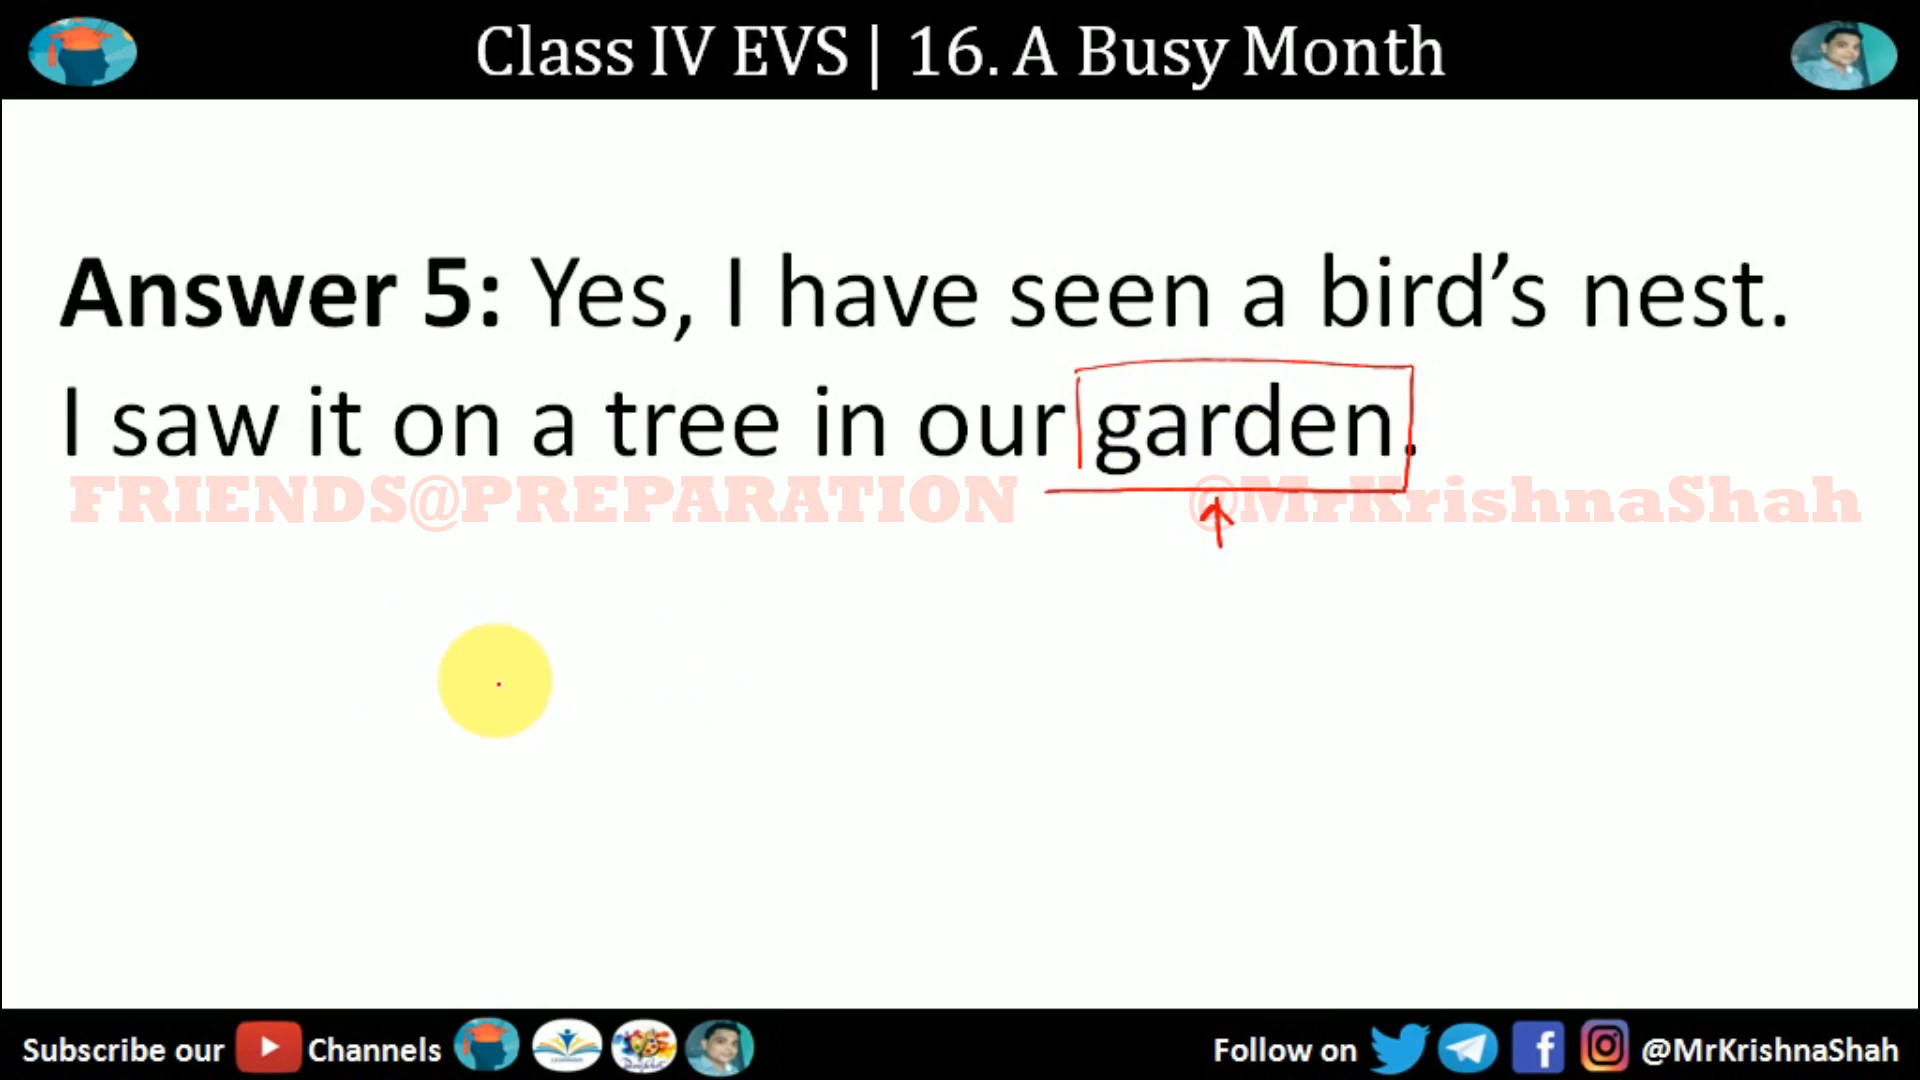 Class IV EVS | 16. A Busy Month
Answer 5: Yes, I have seen a bird’s nest.
I saw it on a tree in our garden.
FRIENDS@PREPARATION @MrKrishnaShah
Subscribe our Channels Follow on @MrKrishnaShah